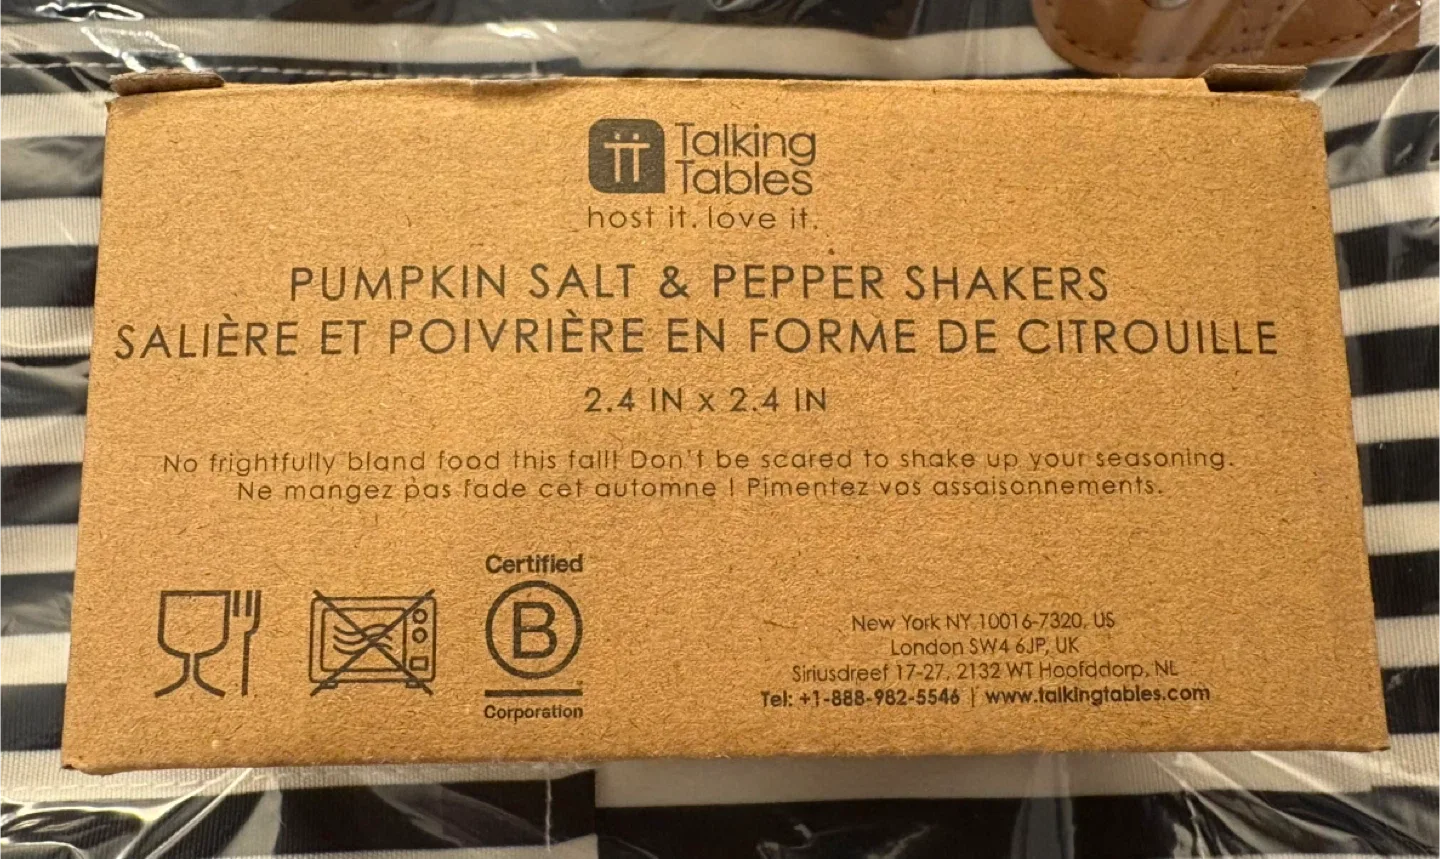 Talking
Tables
host it. love it.
PUMPKIN SALT & PEPPER SHAKERS
SALIÈRE ET POIVRIÈRE EN FORME DE CITROUILLE
2.4 IN x 2.4 IN
No frightfully bland food this fall! Don't be scared to shake up your seasoning.
Ne mangez pas fade cet automne ! Pimentez vos assaisonnements.
Certified
B
Corporation
New York NY 10016-7320, US
London SW4 6JP, UK
Siriusdreef 17-27, 2132 WT Hoofddorp, NL
Tel: +1-888-982-5546 | www.talkingtables.com